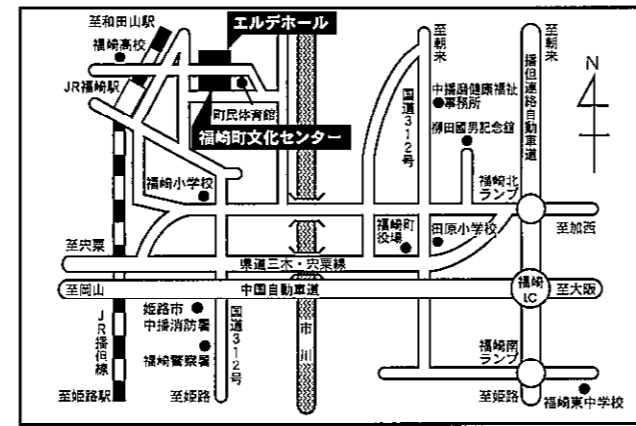 至和田山駅
エルデホール
福崎高校
JR福崎駅
町民体育館
福崎町文化センター
国道312号
至朝来
至朝来
播但連絡自動車道
N
中播磨健康福祉
事務所
柳田國男記念館
福崎小学校
福崎北
ランプ
福崎町
役場
田原小学校
至加西
至宍粟
県道三木・宍粟線
至岡山
中国自動車道
福崎
I.C
至大阪
JR播但線
姫路市
中播消防署
国道312号
市川
福崎警察署
福崎南
ランプ
至姫路駅
至姫路
至姫路
福崎東中学校